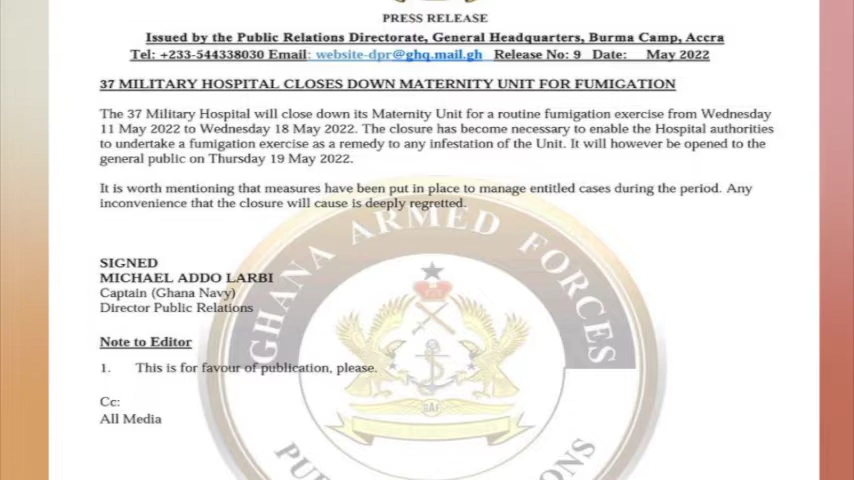 PRESS RELEASE
Issued by the Public Relations Directorate, General Headquarters, Burma Camp, Accra
Tel: +233-544338030 Email: website-dpr@ghq.mail.gh Release No: 9 Date: May 2022
37 MILITARY HOSPITAL CLOSES DOWN MATERNITY UNIT FOR FUMIGATION
The 37 Military Hospital will close down its Maternity Unit for a routine fumigation exercise from Wednesday
11 May 2022 to Wednesday 18 May 2022. The closure has become necessary to enable the Hospital authorities
to undertake a fumigation exercise as a remedy to any infestation of the Unit. It will however be opened to the
general public on Thursday 19 May 2022.
It is worth mentioning that measures have been put in place to manage entitled cases during the period. Any
inconvenience that the closure will cause is deeply regretted.
GHANA ARMED FORCES
SIGNED
MICHAEL ADDO LARBI
Captain (Ghana Navy)
Director Public Relations
Note to Editor
1. This is for favour of publication, please.
Cc:
All Media
GAF